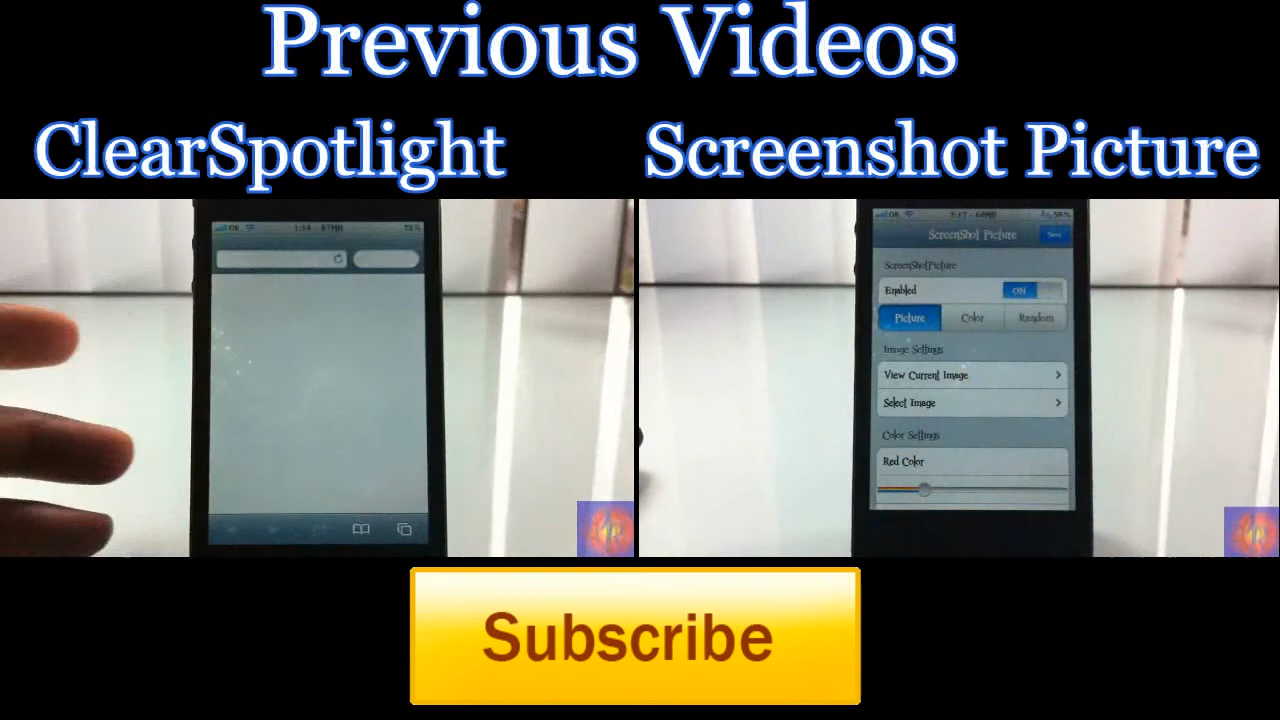 Previous Videos
ClearSpotlight
Screenshot Picture
ScreenShot Picture
Save
ScreenShotPicture
Enabled
ON
Picture Color Random
Image Settings
View Current Image
Select Image
Color Settings
Red Color
Subscribe